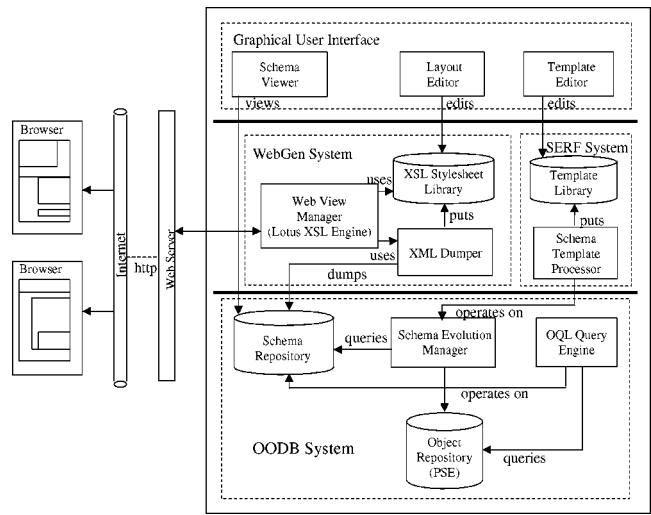 Graphical User Interface
Schema
Viewer
Layout
Editor
Template
Editor
views
edits
edits
Browser
WebGen System
SERF System
XSL Stylesheet
Library
Template
Library
uses
Web View
Manager
(Lotus XSL Engine)
puts
puts
uses
XML Dumper
Schema
Template
Processor
Internet
http
Web Server
dumps
Browser
operates on
Schema
Repository
queries
Schema Evolution
Manager
OQL Query
Engine
operates on
OODB System
Object
Repository
(PSE)
queries